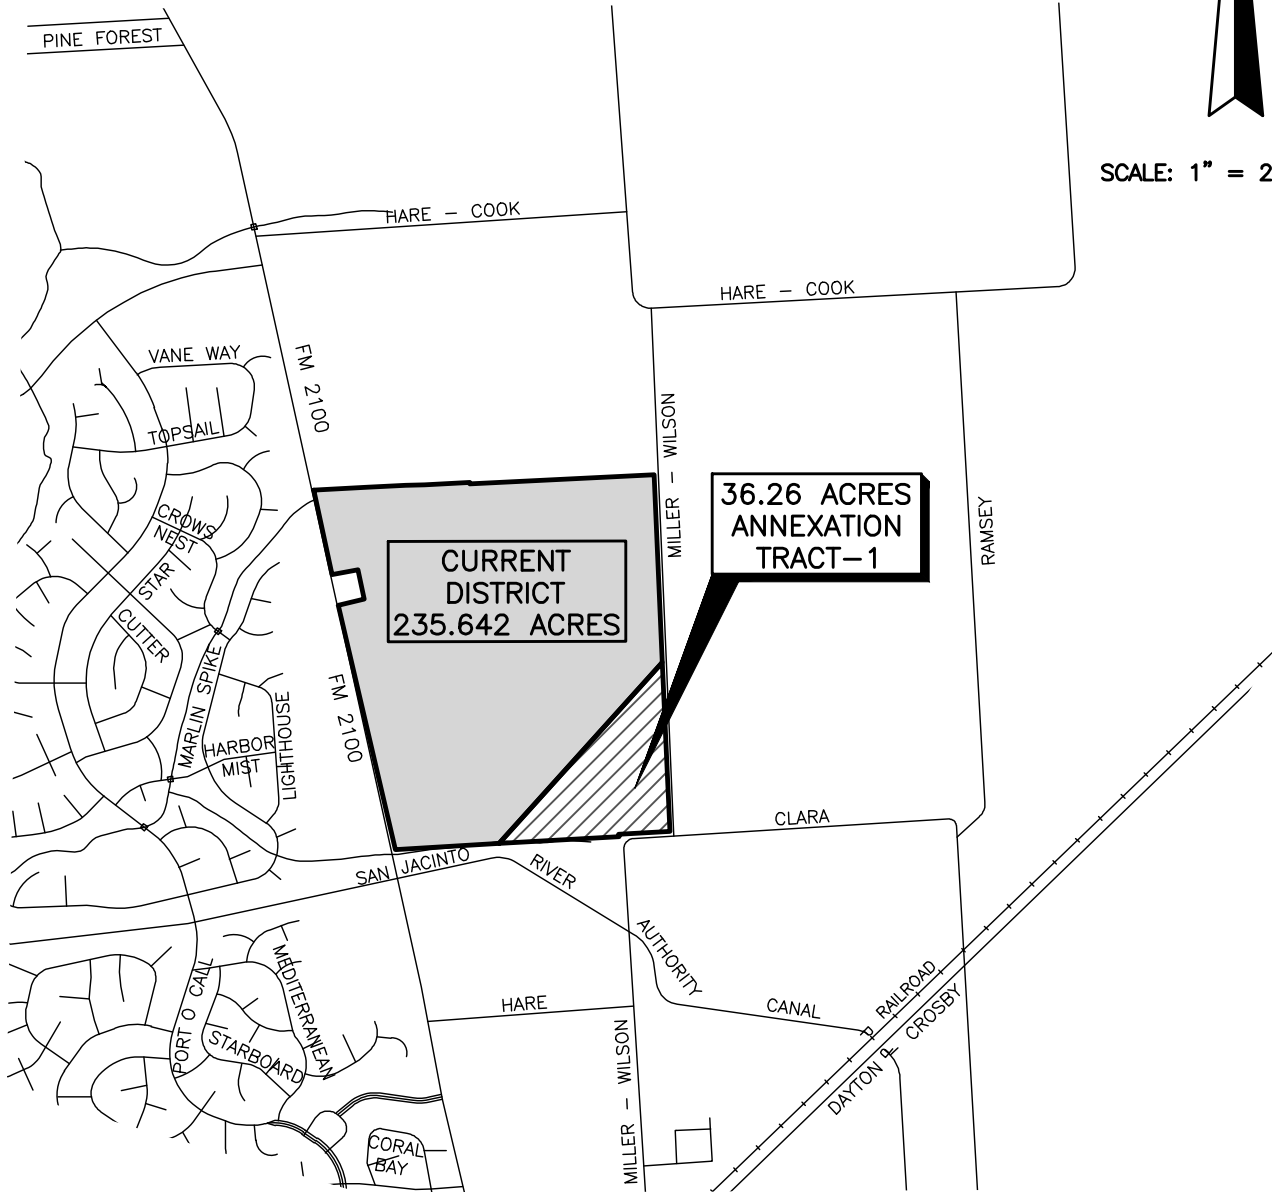 PINE FOREST
SCALE: 1" = 2
HARE - COOK
HARE - COOK
VANE WAY
FM 2100
TOPSAIL
MILLER - WILSON
36.26 ACRES
ANNEXATION
TRACT-1
RAMSEY
CROWS
NEST
STAR
CUTTER
CURRENT
DISTRICT
235.642 ACRES
MARLIN SPIKE
FM 2100
LIGHTHOUSE
HARBOR
MIST
CLARA
SAN JACINTO
RIVER
AUTHORITY
CANAL
HARE
RAILROAD
DAYTON
CROSBY
PORT O CALL
MEDITERRANEAN
STARBOARD
MILLER - WILSON
CORAL
BAY